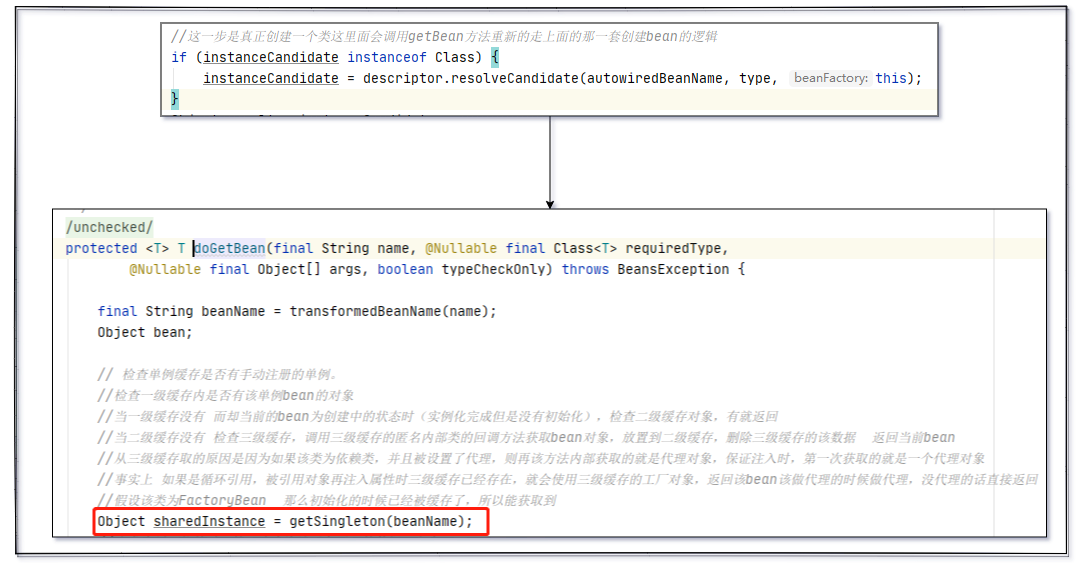 //这一步是真正创建一个类这里面会调用getBean方法重新的走上面的那一套创建bean的逻辑
if (instanceCandidate instanceof Class) {
instanceCandidate = descriptor.resolveCandidate(autowiredBeanName, type, beanFactory: this);
}
/unchecked/
protected <T> T doGetBean(final String name, @Nullable final Class<T> requiredType,
@Nullable final Object[] args, boolean typeCheckOnly) throws BeansException {
final String beanName = transformedBeanName(name);
Object bean;
// 检查单例缓存是否有手动注册的单例。
//检查一级缓存内是否有该单例bean的对象
//当一级缓存没有 而却当前的bean为创建中的状态时（实例化完成但是没有初始化），检查二级缓存对象，有就返回
//当二级缓存没有 检查三级缓存，调用三级缓存的匿名内部类的回调方法获取bean对象，放置到二级缓存，删除三级缓存的该数据 返回当前bean
//从三级缓存取的原因是因为如果该类为依赖类，并且被设置了代理，则再该方法内部获取的就是代理对象，保证注入时，第一次获取的就是一个代理对象
//事实上 如果是循环引用，被引用对象再注入属性时三级缓存已经存在，就会使用三级缓存的工厂对象，返回该bean该做代理的时候做代理，没代理的话直接返回
//假设该类为FactoryBean 那么初始化的时候已经被缓存了，所以能获取到
Object sharedInstance = getSingleton(beanName);